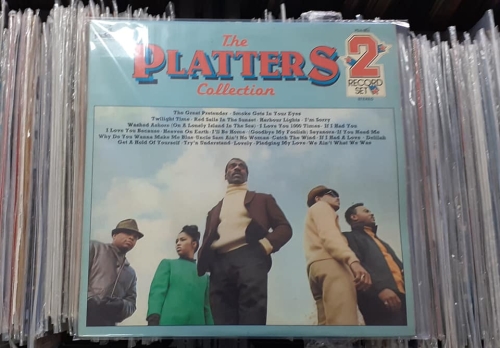 The
PLATTERS
Collection
2
RECORD
SET
The Great Pretender · Smoke Gets In Your Eyes
Twilight Time · Red Sails In The Sunset · Harbour Lights · I'm Sorry
Washed Ashore (On A Lonely Island In The Sea) · I Love You 1000 Times · If I Had You
I Love You Because · Heaven On Earth · I'll Be Home · (Goodbye My Foolish) Sayonara · If You Need Me
Why Do You Wanna Make Me Blue · Uncle Sam Ain't No Woman · Catch The Wind · If I Had A Love · Delilah
Get A Hold Of Yourself · Try'n Understand · Lovely · Pledging My Love · We Ain't What We War